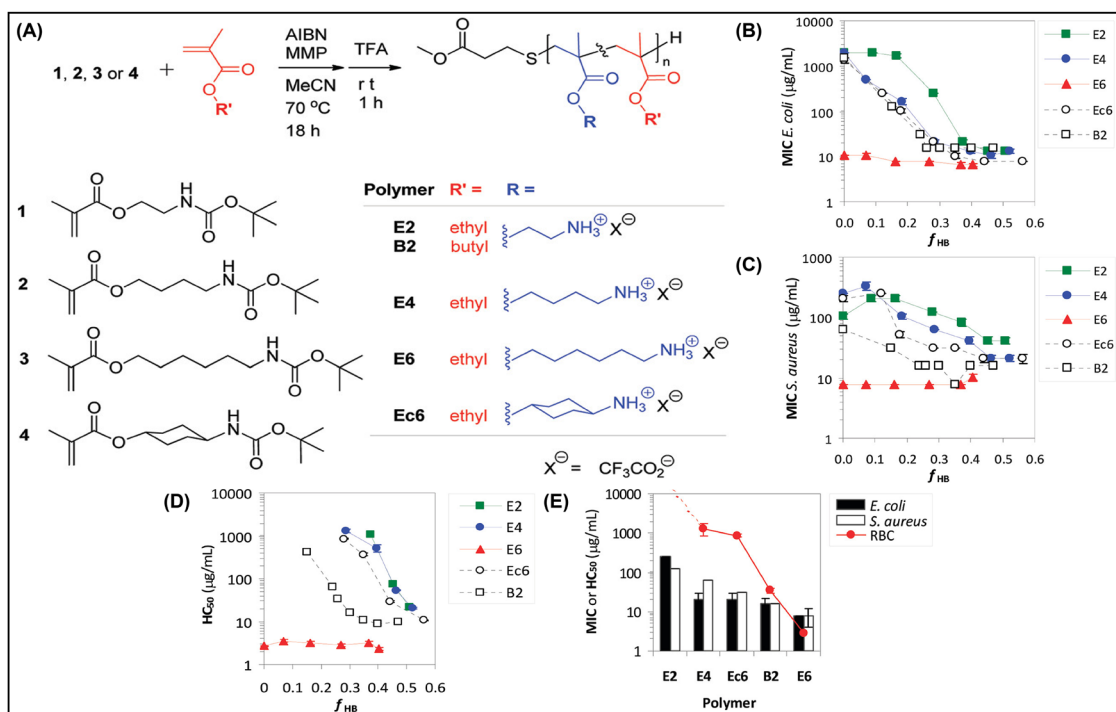 (A)
1, 2, 3 or 4 +
O
O
R'
AIBN
MMP
MeCN
70 °C
18 h
TFA
r t
1 h
O
O
S
H
n
O
O
R
O
O
R'
1
O
O
H
N
O
O
2
O
O
H
N
O
O
3
O
O
H
N
O
O
4
O
O
H
N
O
O
Polymer R' = R =
E2 ethyl
B2 butyl
NH3⊕ X⊖
E4 ethyl NH3⊕ X⊖
E6 ethyl NH3⊕ X⊖
Ec6 ethyl NH3⊕ X⊖
X⊖ = CF3CO2⊖
(B)
MIC E. coli (µg/mL)
10000
1000
100
10
1
0.0 0.1 0.2 0.3 0.4 0.5 0.6
fHB
E2
E4
E6
Ec6
B2
(C)
MIC S. aureus (µg/mL)
1000
100
10
1
0.0 0.1 0.2 0.3 0.4 0.5 0.6
fHB
E2
E4
E6
Ec6
B2
(D)
HC50 (µg/mL)
10000
1000
100
10
1
0 0.1 0.2 0.3 0.4 0.5 0.6
fHB
E2
E4
E6
Ec6
B2
(E)
MIC or HC50 (µg/mL)
10000
1000
100
10
1
E2 E4 Ec6 B2 E6
Polymer
E. coli
S. aureus
RBC